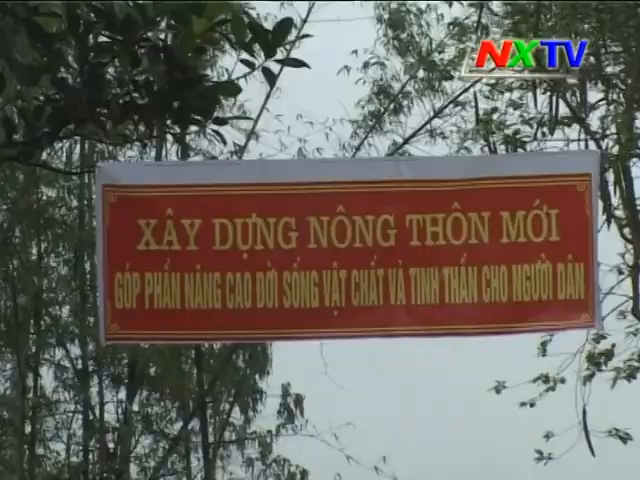 NXTV
XÂY DỰNG NÔNG THÔN MỚI
GÓP PHẦN NÂNG CAO ĐỜI SỐNG VẬT CHẤT VÀ TINH THẦN CHO NGƯỜI DÂN